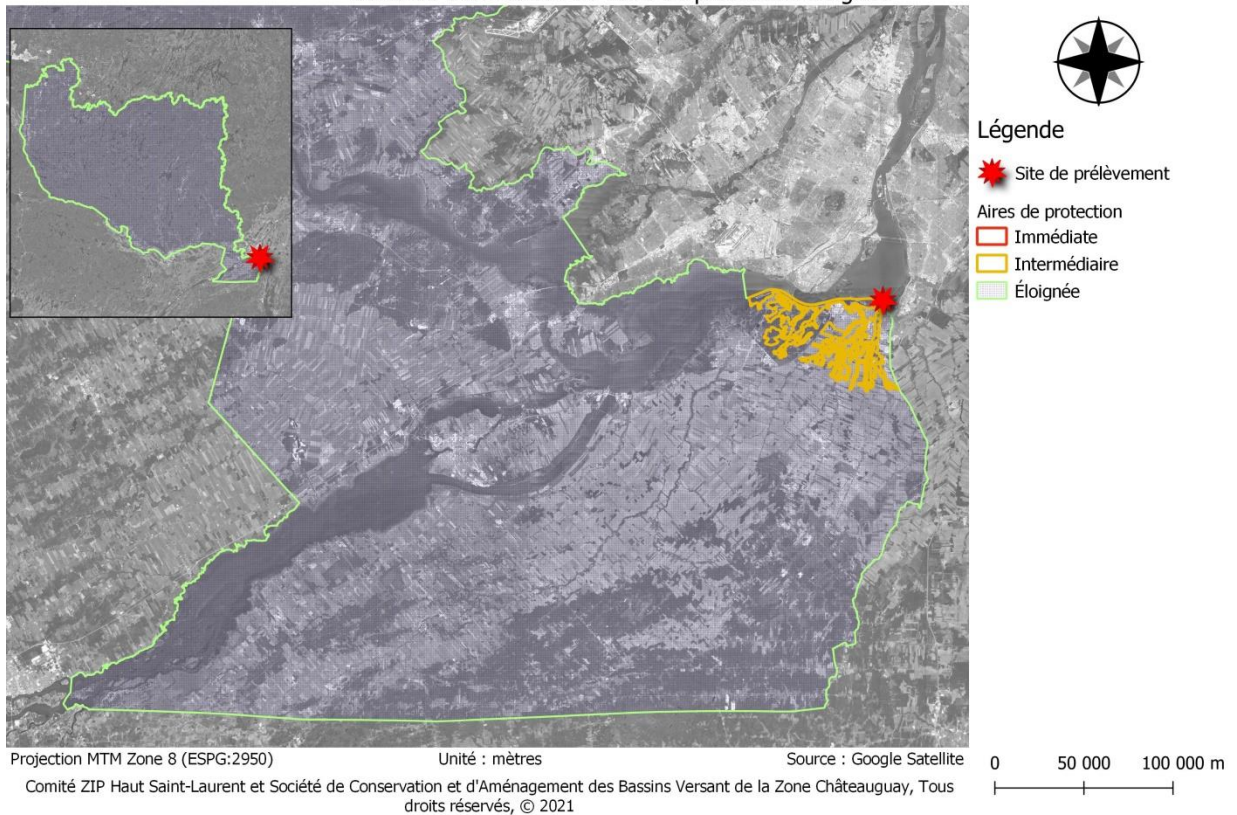 Légende
Site de prélèvement
Aires de protection
Immédiate
Intermédiaire
Éloignée
Projection MTM Zone 8 (ESPG:2950)
Unité : mètres
Source : Google Satellite
0 50 000 100 000 m
Comité ZIP Haut Saint-Laurent et Société de Conservation et d'Aménagement des Bassins Versant de la Zone Châteauguay, Tous
droits réservés, © 2021